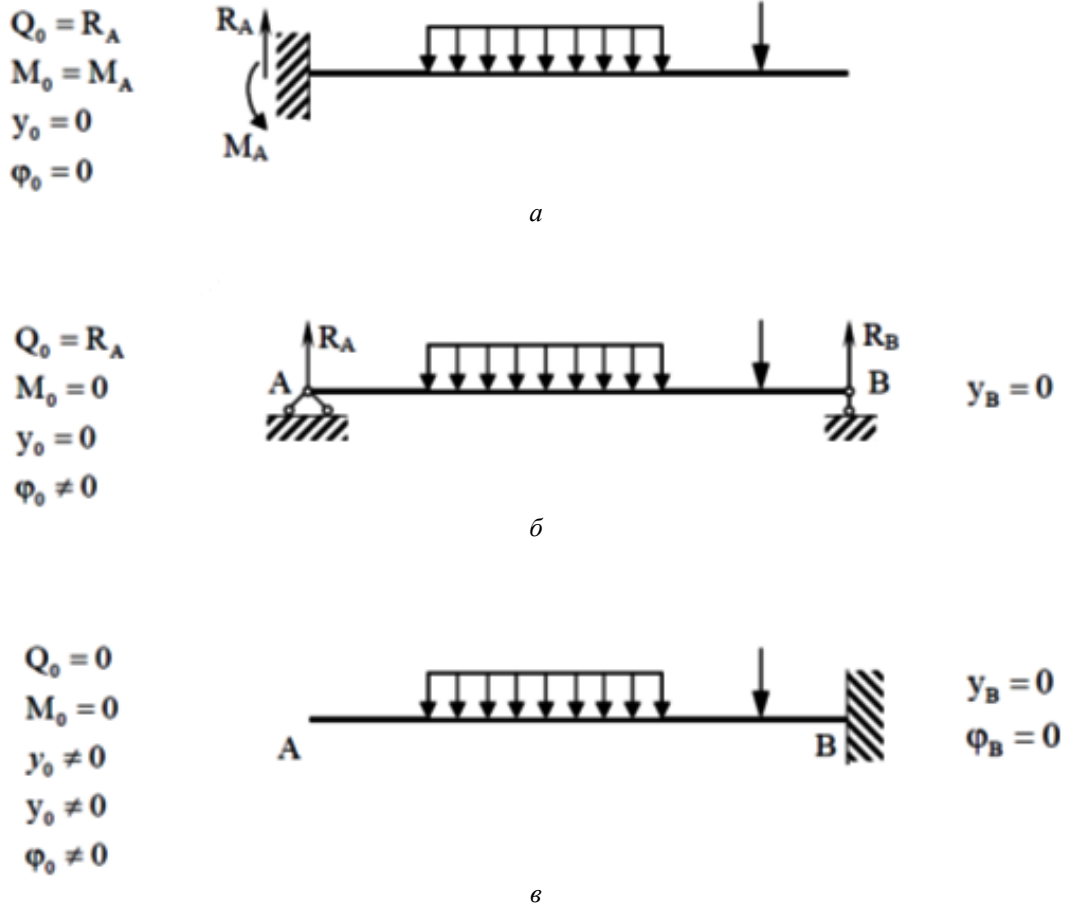 Q₀ = R_A
M₀ = M_A
y₀ = 0
φ₀ = 0
R_A
M_A
а
Q₀ = R_A
M₀ = 0
y₀ = 0
φ₀ ≠ 0
A
R_A
R_B
B
y_B = 0
б
Q₀ = 0
M₀ = 0
y₀ ≠ 0
y₀ ≠ 0
φ₀ ≠ 0
A
B
y_B = 0
φ_B = 0
в